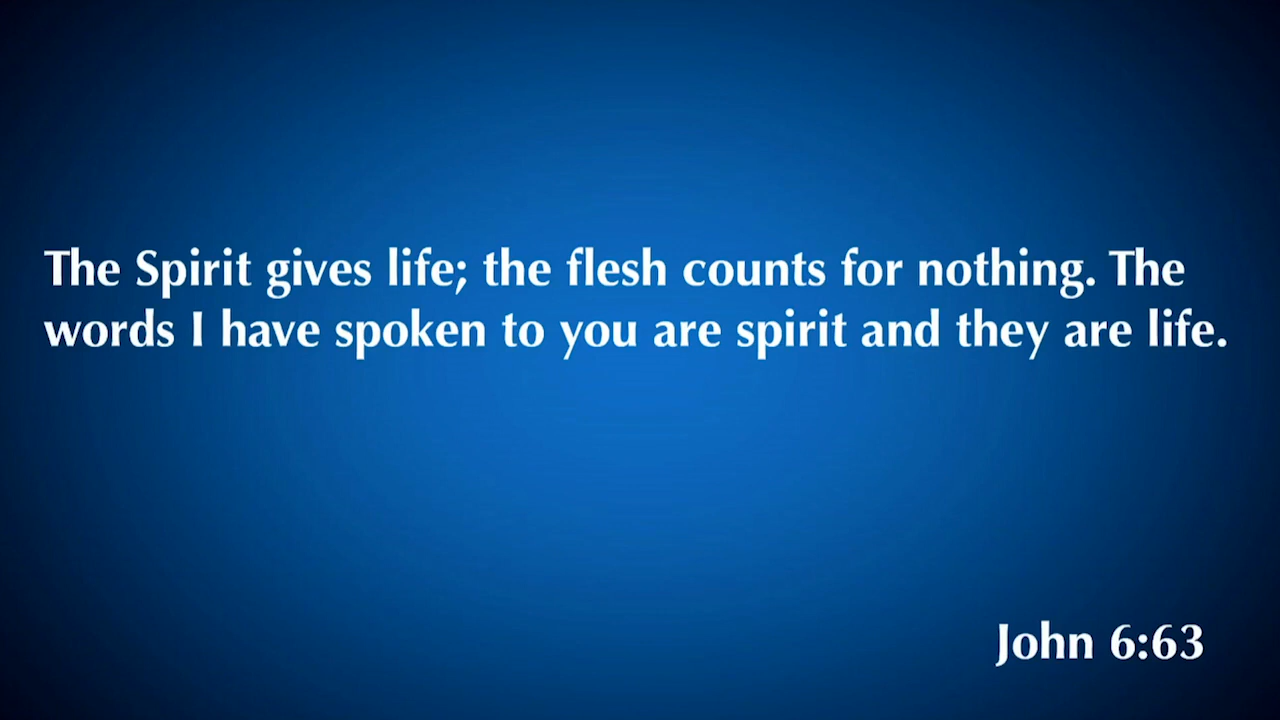 The Spirit gives life; the flesh counts for nothing. The
words I have spoken to you are spirit and they are life.
John 6:63